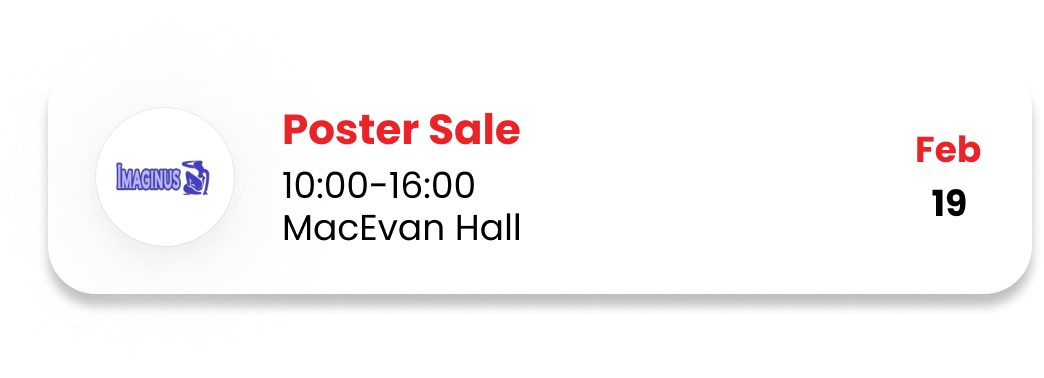 IMAGINUS
Poster Sale
10:00-16:00
MacEvan Hall
Feb
19